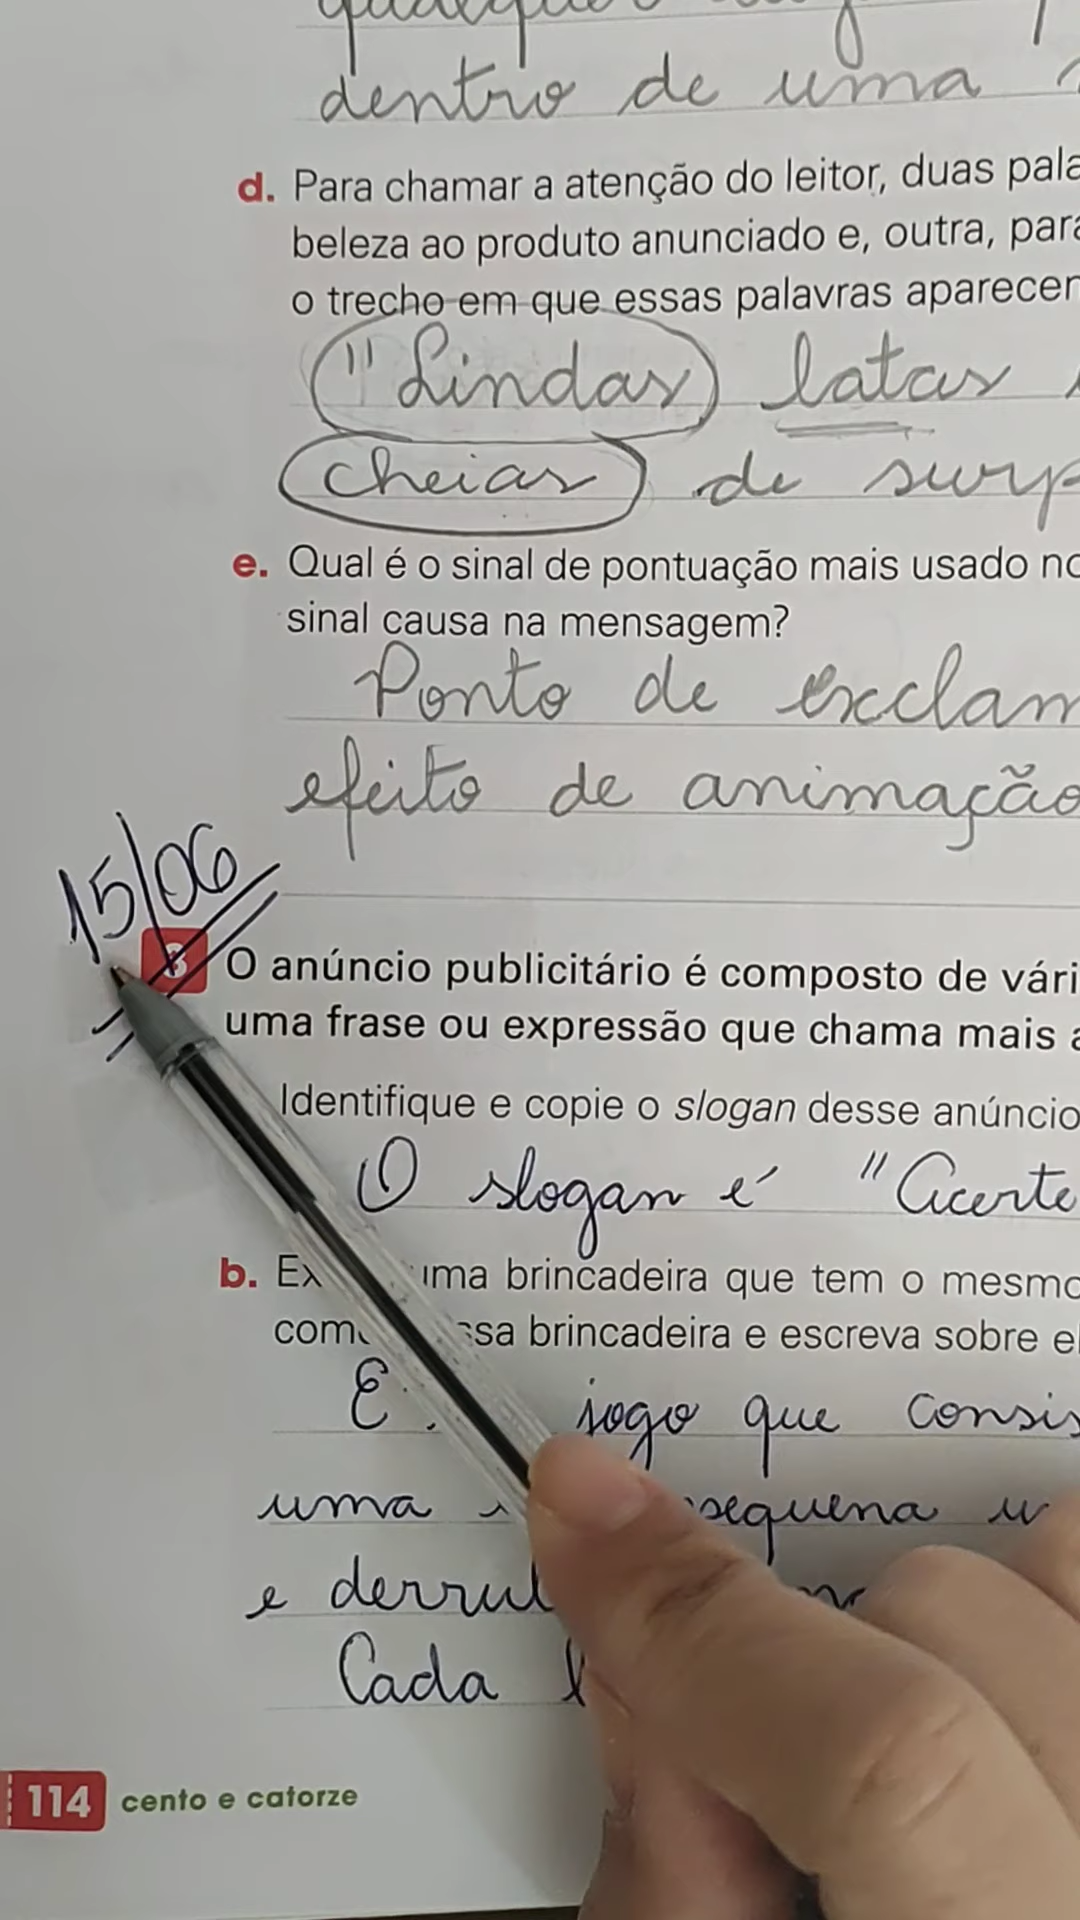 dentro de uma
d. Para chamar a atenção do leitor, duas pala
beleza ao produto anunciado e, outra, para
o trecho em que essas palavras aparecem
"Lindas latas
cheias de surp
e. Qual é o sinal de pontuação mais usado no
sinal causa na mensagem?
Ponto de exclam
efeito de animação
15/06
3 O anúncio publicitário é composto de vári
uma frase ou expressão que chama mais a
Identifique e copie o slogan desse anúncio
O slogan é "Acerte
b. Ex uma brincadeira que tem o mesmo
com ssa brincadeira e escreva sobre el
É jogo que consis
uma pequena
e derrub
Cada l
114 cento e catorze